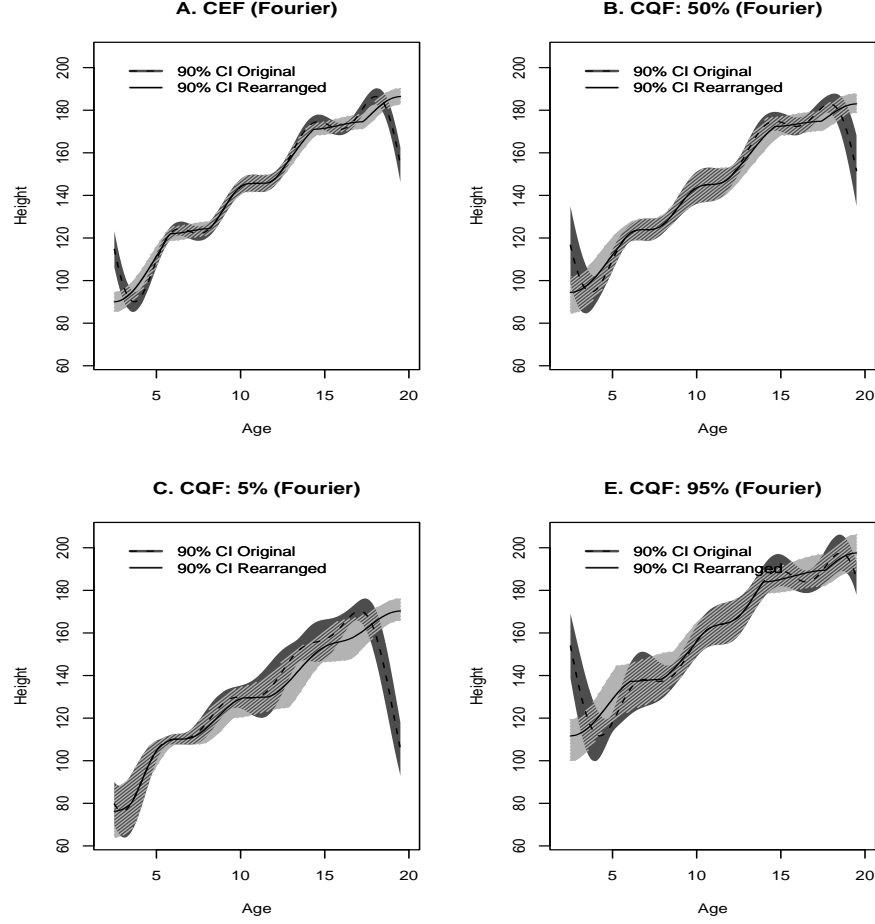 A. CEF (Fourier)
90% CI Original
90% CI Rearranged
Height
60
80
100
120
140
160
180
200
5
10
15
20
Age
B. CQF: 50% (Fourier)
90% CI Original
90% CI Rearranged
Height
60
80
100
120
140
160
180
200
5
10
15
20
Age
C. CQF: 5% (Fourier)
90% CI Original
90% CI Rearranged
Height
60
80
100
120
140
160
180
200
5
10
15
20
Age
E. CQF: 95% (Fourier)
90% CI Original
90% CI Rearranged
Height
60
80
100
120
140
160
180
200
5
10
15
20
Age